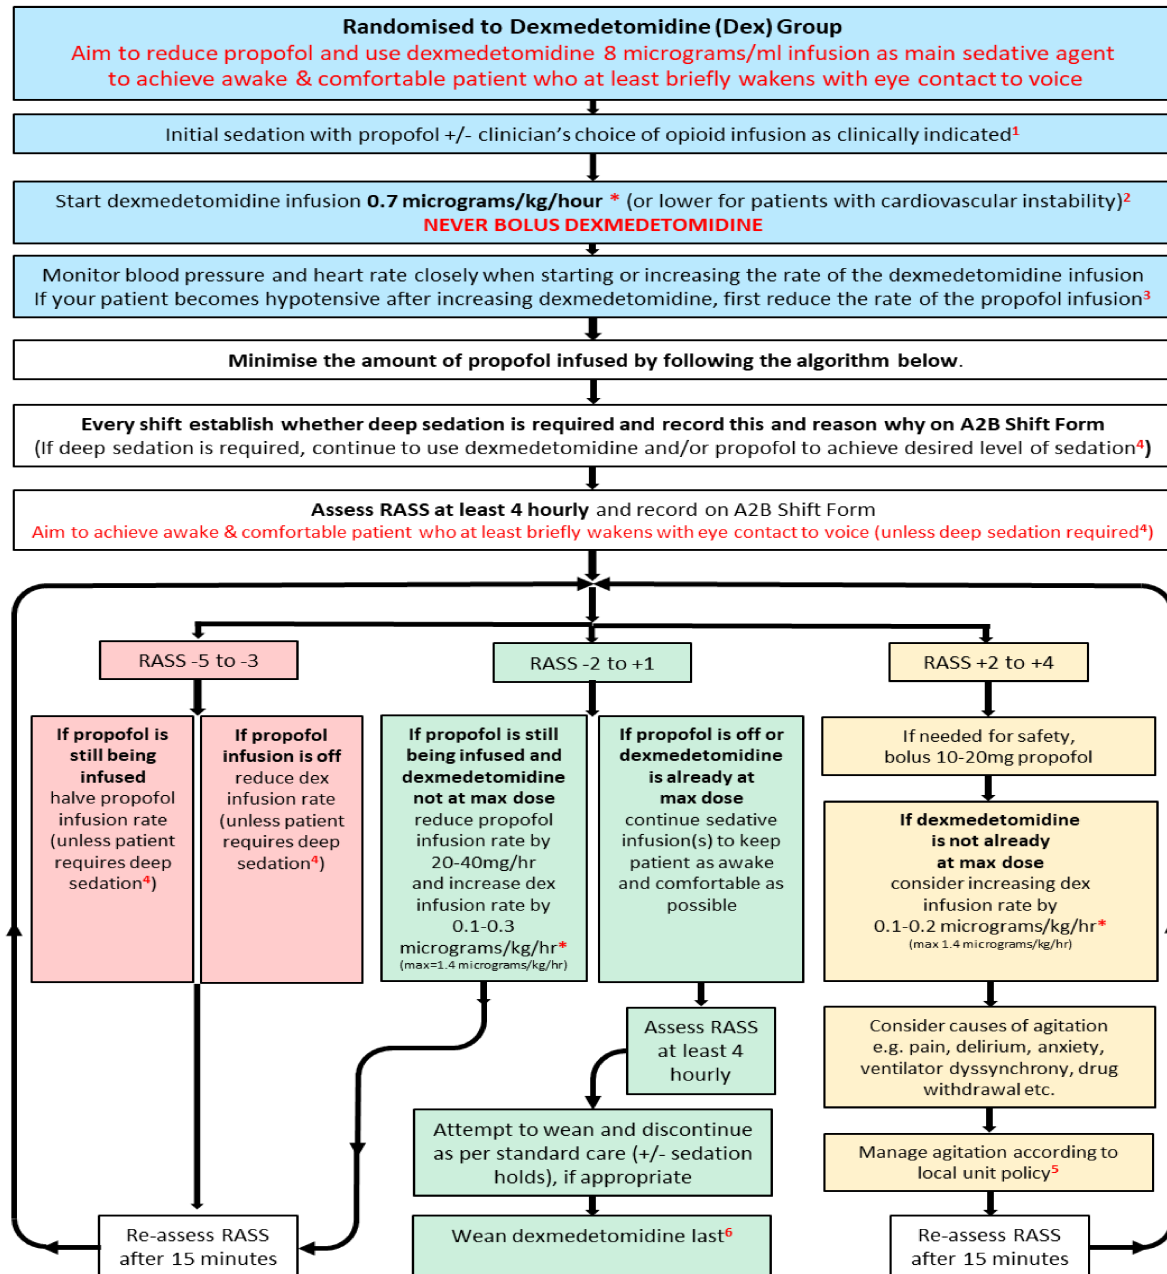 Randomised to Dexmedetomidine (Dex) Group
Aim to reduce propofol and use dexmedetomidine 8 micrograms/ml infusion as main sedative agent
to achieve awake & comfortable patient who at least briefly wakens with eye contact to voice
Initial sedation with propofol +/- clinician's choice of opioid infusion as clinically indicated¹
Start dexmedetomidine infusion 0.7 micrograms/kg/hour * (or lower for patients with cardiovascular instability)²
NEVER BOLUS DEXMEDETOMIDINE
Monitor blood pressure and heart rate closely when starting or increasing the rate of the dexmedetomidine infusion
If your patient becomes hypotensive after increasing dexmedetomidine, first reduce the rate of the propofol infusion³
Minimise the amount of propofol infused by following the algorithm below.
Every shift establish whether deep sedation is required and record this and reason why on A2B Shift Form
(If deep sedation is required, continue to use dexmedetomidine and/or propofol to achieve desired level of sedation⁴)
Assess RASS at least 4 hourly and record on A2B Shift Form
Aim to achieve awake & comfortable patient who at least briefly wakens with eye contact to voice (unless deep sedation required⁴)
RASS -5 to -3
If propofol is
still being
infused
halve propofol
infusion rate
(unless patient
requires deep
sedation⁴)
If propofol
infusion is off
reduce dex
infusion rate
(unless patient
requires deep
sedation⁴)
RASS -2 to +1
If propofol is still
being infused and
dexmedetomidine
not at max dose
reduce propofol
infusion rate by
20-40mg/hr
and increase dex
infusion rate by
0.1-0.3
micrograms/kg/hr*
(max=1.4 micrograms/kg/hr)
If propofol is off or
dexmedetomidine
is already at
max dose
continue sedative
infusion(s) to keep
patient as awake
and comfortable as
possible
Assess RASS
at least 4
hourly
Attempt to wean and discontinue
as per standard care (+/- sedation
holds), if appropriate
Wean dexmedetomidine last⁶
RASS +2 to +4
If needed for safety,
bolus 10-20mg propofol
If dexmedetomidine
is not already
at max dose
consider increasing dex
infusion rate by
0.1-0.2 micrograms/kg/hr*
(max 1.4 micrograms/kg/hr)
Consider causes of agitation
e.g. pain, delirium, anxiety,
ventilator dyssynchrony, drug
withdrawal etc.
Manage agitation according to
local unit policy⁵
Re-assess RASS
after 15 minutes
Re-assess RASS
after 15 minutes